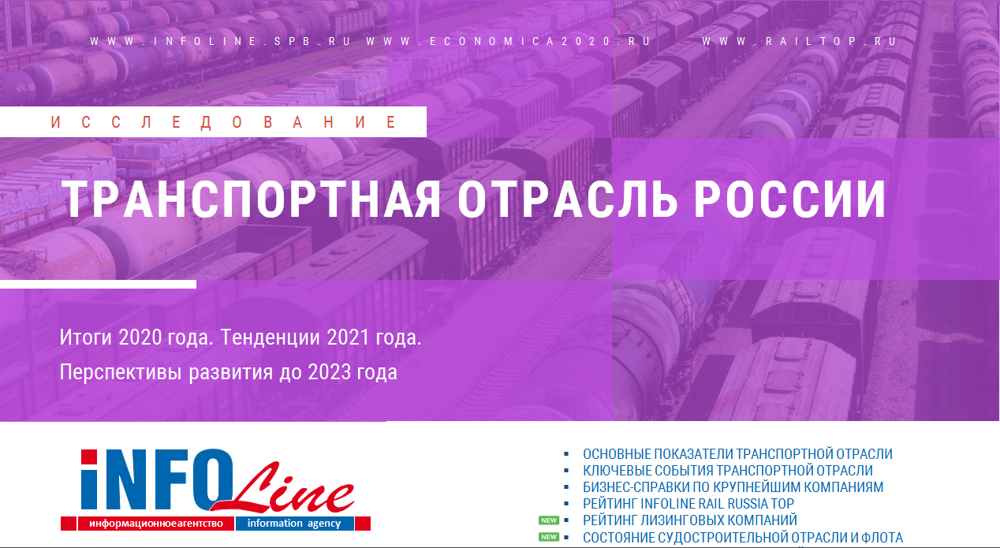 WWW.INFOLINE.SPB.RU WWW.ECONOMICA2020.RU WWW.RAILTOP.RU
ИССЛЕДОВАНИЕ
ТРАНСПОРТНАЯ ОТРАСЛЬ РОССИИ
Итоги 2020 года. Тенденции 2021 года.
Перспективы развития до 2023 года
iNFOLine
информационное агентство information agency
▪ ОСНОВНЫЕ ПОКАЗАТЕЛИ ТРАНСПОРТНОЙ ОТРАСЛИ
▪ КЛЮЧЕВЫЕ СОБЫТИЯ ТРАНСПОРТНОЙ ОТРАСЛИ
▪ БИЗНЕС-СПРАВКИ ПО КРУПНЕЙШИМ КОМПАНИЯМ
▪ РЕЙТИНГ INFOLINE RAIL RUSSIA TOP
NEW ▪ РЕЙТИНГ ЛИЗИНГОВЫХ КОМПАНИЙ
NEW ▪ СОСТОЯНИЕ СУДОСТРОИТЕЛЬНОЙ ОТРАСЛИ И ФЛОТА